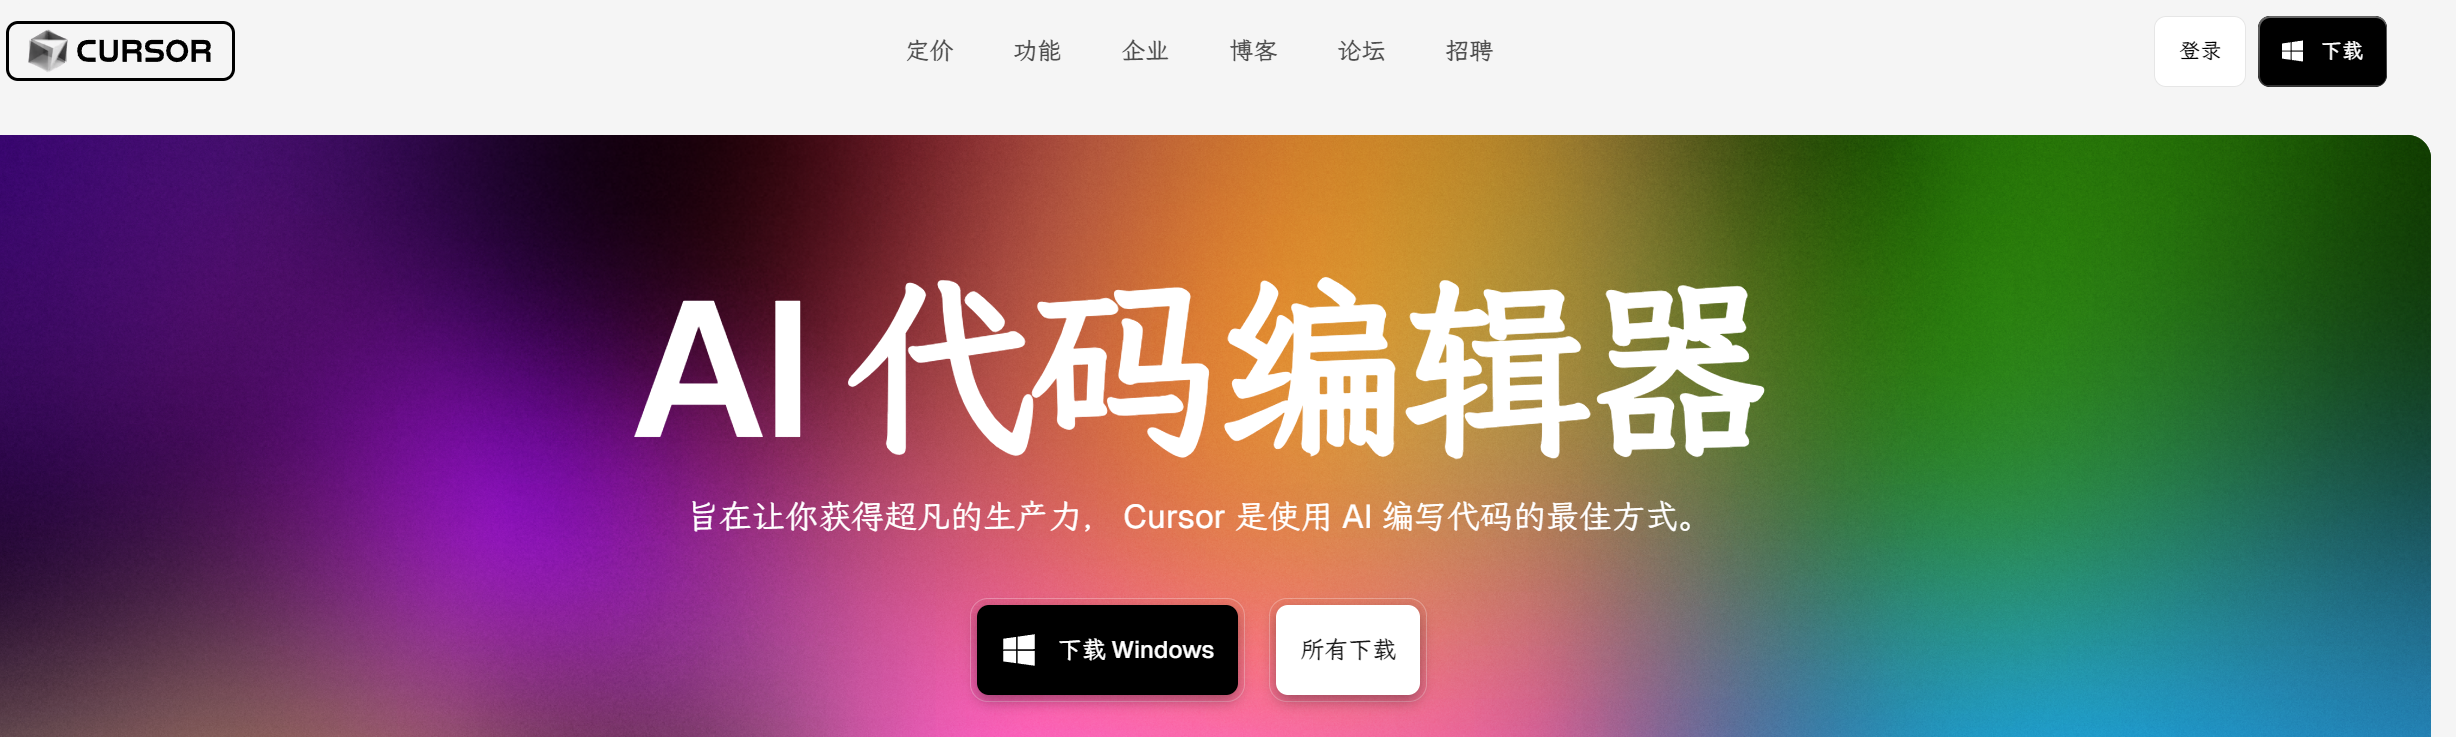 CURSOR
定价 功能 企业 博客 论坛 招聘
登录 下载
AI 代码编辑器
旨在让你获得超凡的生产力， Cursor 是使用 AI 编写代码的最佳方式。
下载 Windows 所有下载